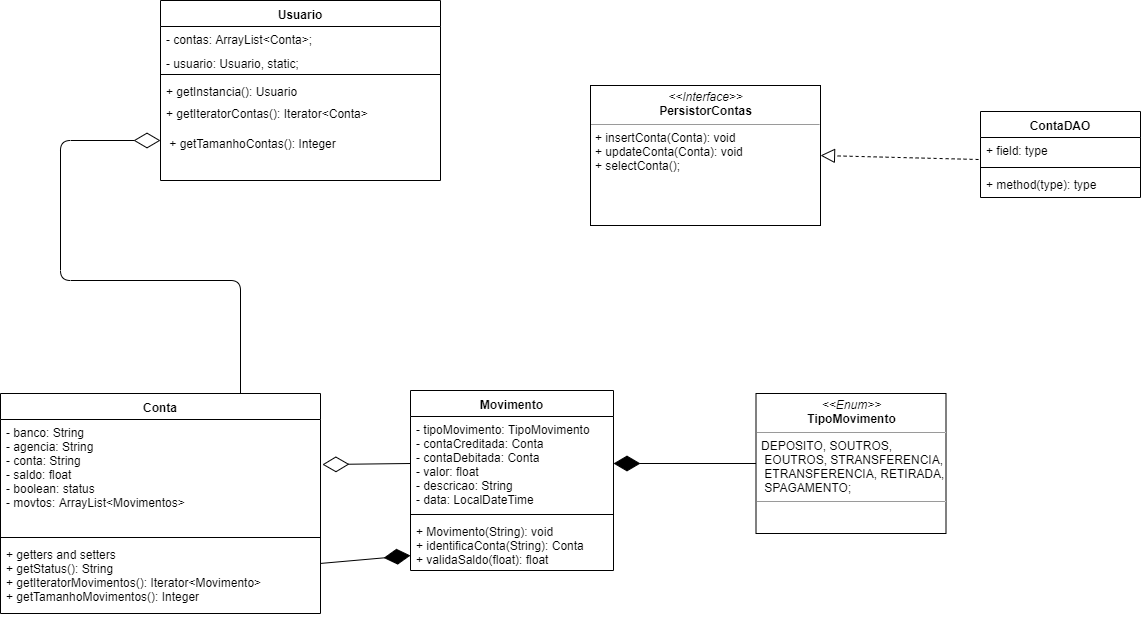 Usuario
- contas: ArrayList<Conta>;
- usuario: Usuario, static;
+ getInstancia(): Usuario
+ getIteratorContas(): Iterator<Conta>
+ getTamanhoContas(): Integer
<<Interface>>
PersistorContas
+ insertConta(Conta): void
+ updateConta(Conta): void
+ selectConta();
ContaDAO
+ field: type
+ method(type): type
Conta
- banco: String
- agencia: String
- conta: String
- saldo: float
- boolean: status
- movtos: ArrayList<Movimentos>
+ getters and setters
+ getStatus(): String
+ getIteratorMovimentos(): Iterator<Movimento>
+ getTamanhoMovimentos(): Integer
Movimento
- tipoMovimento: TipoMovimento
- contaCreditada: Conta
- contaDebitada: Conta
- valor: float
- descricao: String
- data: LocalDateTime
+ Movimento(String): void
+ identificaConta(String): Conta
+ validaSaldo(float): float
<<Enum>>
TipoMovimento
DEPOSITO, SOUTROS,
EOUTROS, STRANSFERENCIA,
ETRANSFERENCIA, RETIRADA,
SPAGAMENTO;